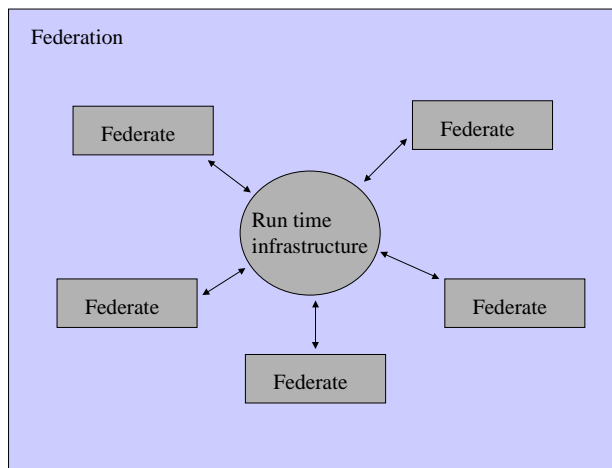 Federation
Federate
Federate
Run time
infrastructure
Federate
Federate
Federate